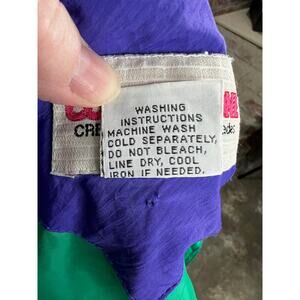 WASHING
INSTRUCTIONS
MACHINE WASH
COLD SEPARATELY,
DO NOT BLEACH,
LINE DRY, COOL
IRON IF NEEDED.